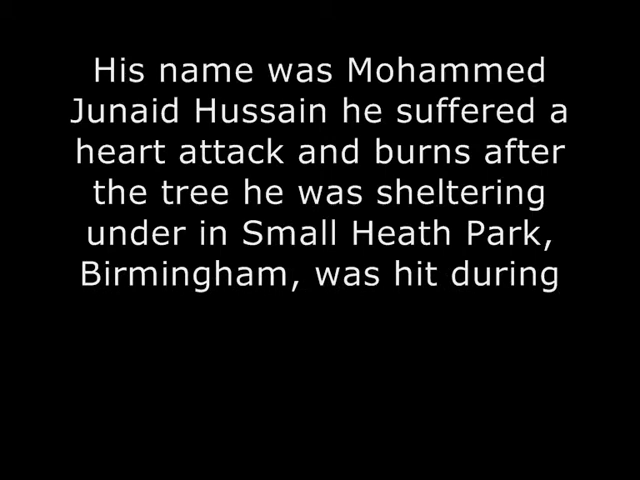 His name was Mohammed
Junaid Hussain he suffered a
heart attack and burns after
the tree he was sheltering
under in Small Heath Park,
Birmingham, was hit during